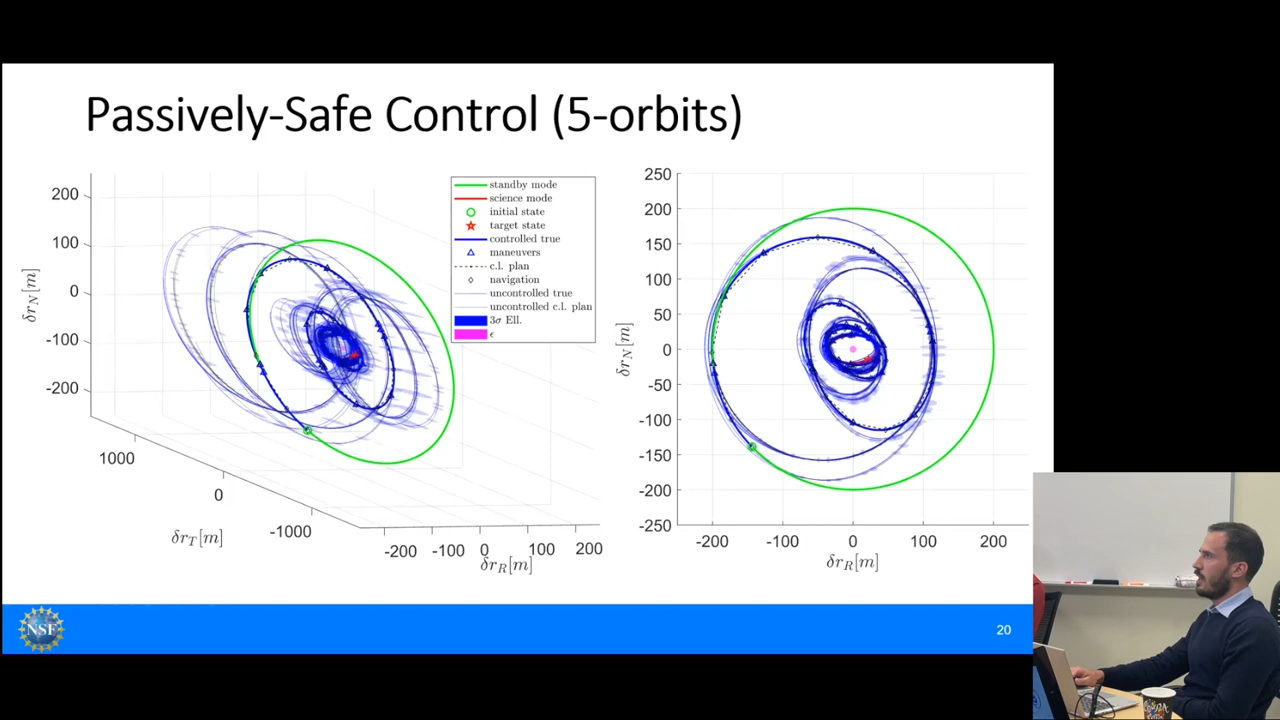 Passively-Safe Control (5-orbits)
200
100
0
-100
-200
δr_N[m]
1000
0
-1000
δr_T[m]
-200
-100
0
100
200
δr_R[m]
standby mode
science mode
initial state
target state
controlled true
maneuvers
c.l. plan
navigation
uncontrolled true
uncontrolled c.l. plan
3σ Ell.
ϵ
250
200
150
100
50
0
-50
-100
-150
-200
-250
δr_N[m]
-200
-100
0
100
200
δr_R[m]
NSF
20